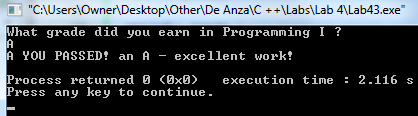 "C:\Users\Owner\Desktop\Other\De Anza\C ++\Labs\Lab 4\Lab43.exe"
What grade did you earn in Programming I ?
A
A YOU PASSED! an A - excellent work!
Process returned 0 (0x0)   execution time : 2.116 s
Press any key to continue.